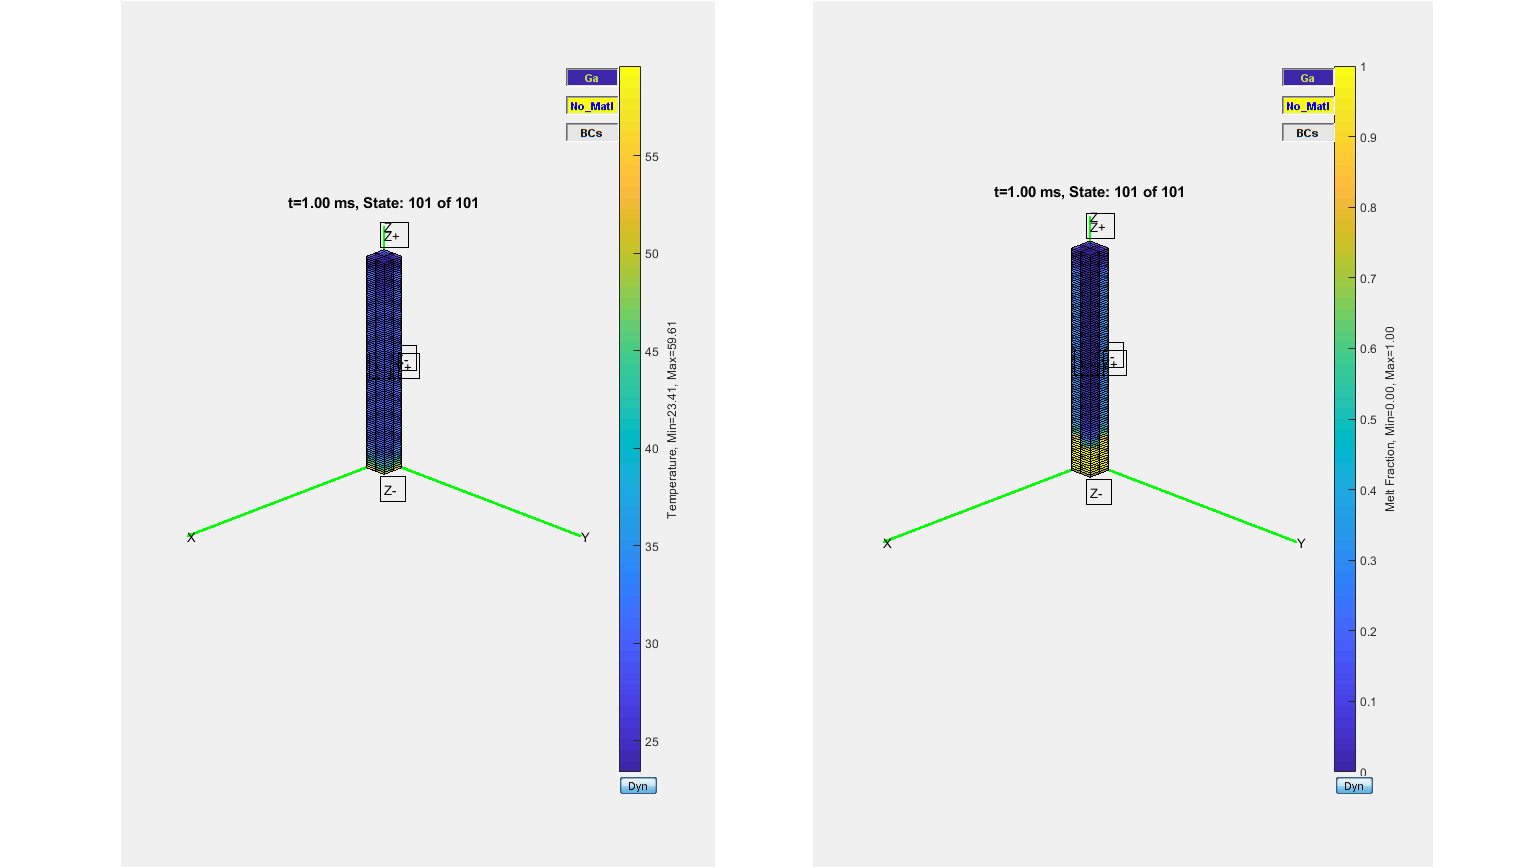 Ga
No_Matl
BCs
t=1.00 ms, State: 101 of 101
Z
Z+
55
50
45
40
35
30
25
Temperature, Min=23.41, Max=59.61
Z-
X
Y
Dyn
Ga
No_Matl
BCs
t=1.00 ms, State: 101 of 101
Z
Z+
1
0.9
0.8
0.7
0.6
0.5
0.4
0.3
0.2
0.1
0
Melt Fraction, Min=0.00, Max=1.00
Z-
X
Y
Dyn